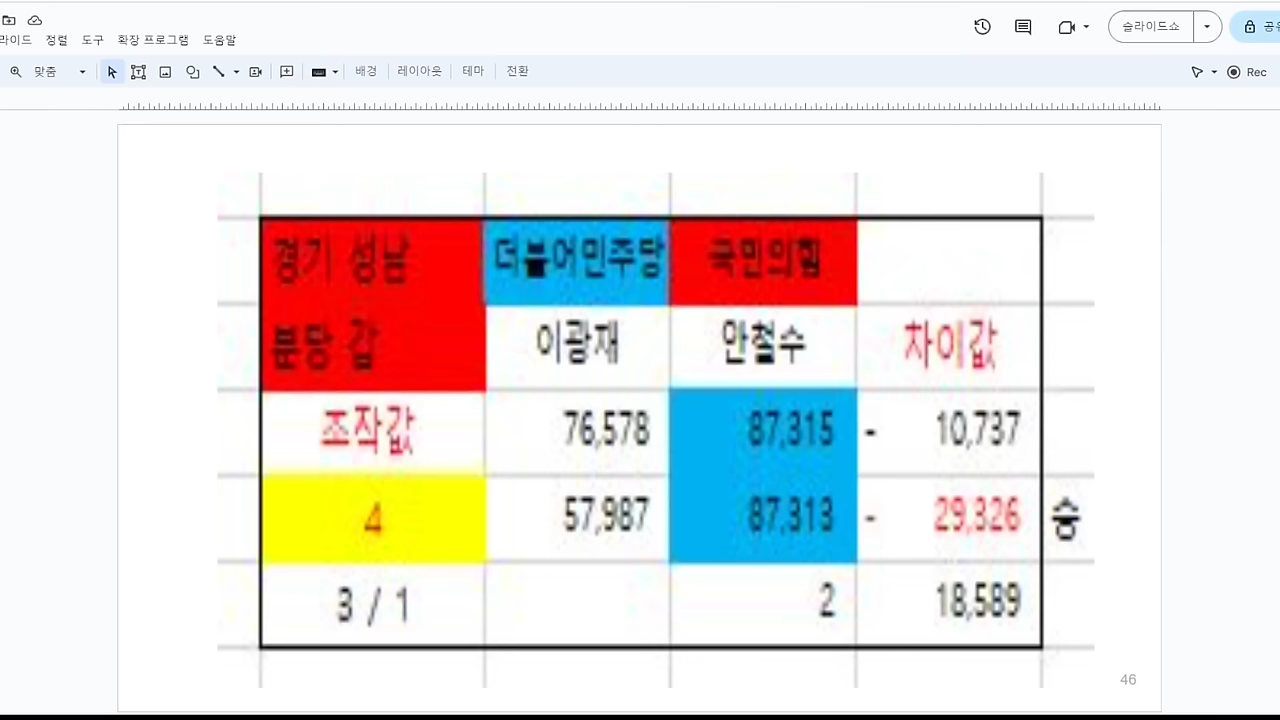 라이드 정렬 도구 확장 프로그램 도움말
슬라이드쇼 공유
맞춤 배경 레이아웃 테마 전환 Rec
경기 성남 더불어민주당 국민의힘
분당 갑 이광재 안철수 차이값
조작값 76,578 87,315 - 10,737
4 57,987 87,313 - 29,326 승
3 / 1 2 18,589
46